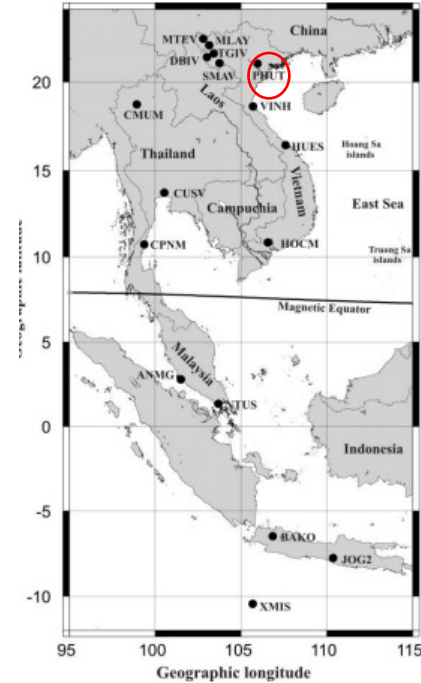 China
MTEV
MLAY
TGIV
DBIV
SMAV
PHUT
20
Laos
VINH
CMUM
HUES
Hoang Sa
islands
15
Thailand
Vietnam
CUSV
Campuchia
East Sea
CPNM
HOCM
Truong Sa
islands
10
Magnetic Equator
5
Malaysia
ANMG
NTUS
0
Indonesia
-5
BAKO
JOG2
-10
XMIS
95
100
105
110
115
Geographic longitude